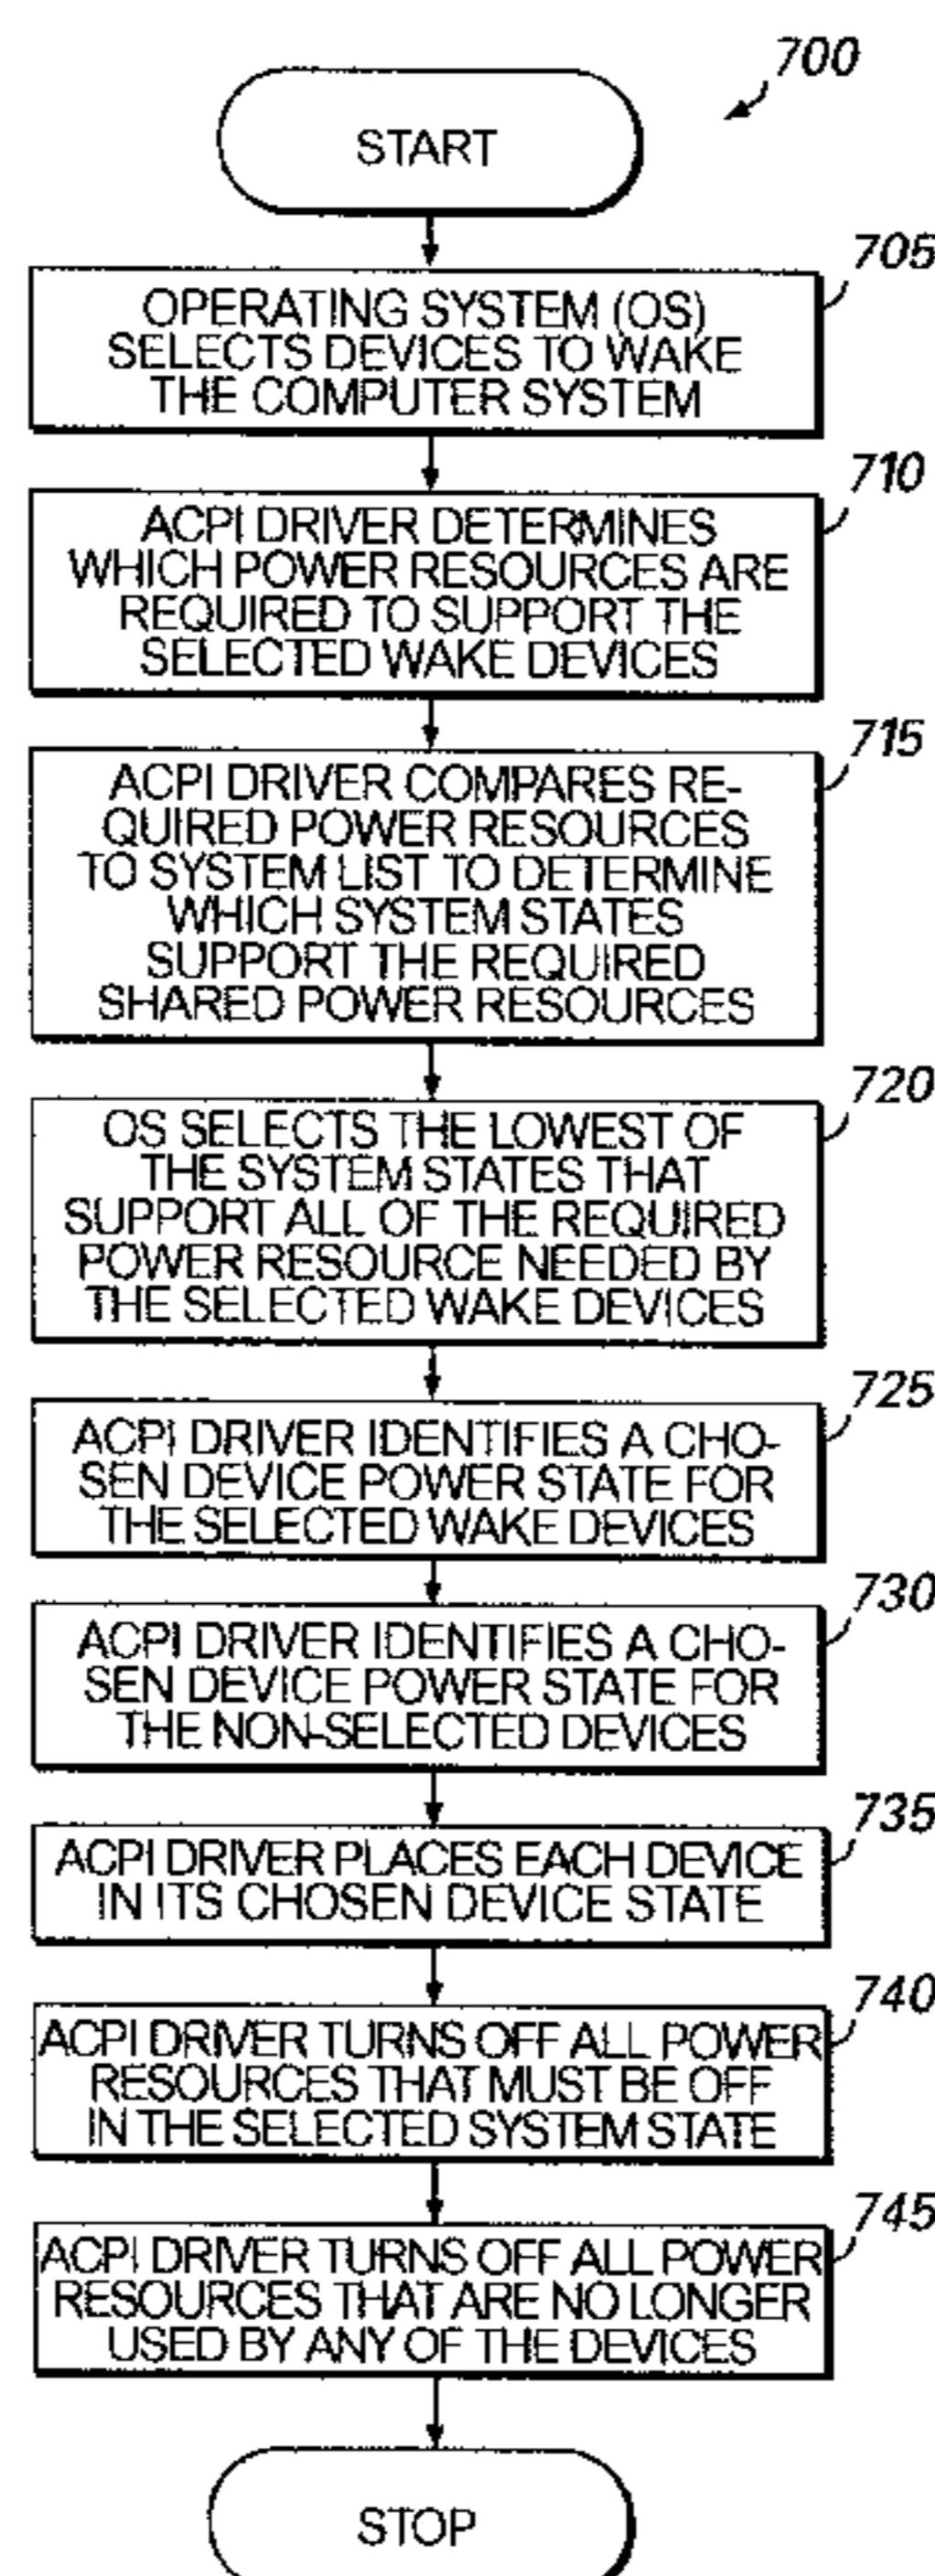 700
START
705
OPERATING SYSTEM (OS)
SELECTS DEVICES TO WAKE
THE COMPUTER SYSTEM
710
ACPI DRIVER DETERMINES
WHICH POWER RESOURCES ARE
REQUIRED TO SUPPORT THE
SELECTED WAKE DEVICES
715
ACPI DRIVER COMPARES RE-
QUIRED POWER RESOURCES
TO SYSTEM LIST TO DETERMINE
WHICH SYSTEM STATES
SUPPORT THE REQUIRED
SHARED POWER RESOURCES
720
OS SELECTS THE LOWEST OF
THE SYSTEM STATES THAT
SUPPORT ALL OF THE REQUIRED
POWER RESOURCE NEEDED BY
THE SELECTED WAKE DEVICES
725
ACPI DRIVER IDENTIFIES A CHO-
SEN DEVICE POWER STATE FOR
THE SELECTED WAKE DEVICES
730
ACPI DRIVER IDENTIFIES A CHO-
SEN DEVICE POWER STATE FOR
THE NON-SELECTED DEVICES
735
ACPI DRIVER PLACES EACH DEVICE
IN ITS CHOSEN DEVICE STATE
740
ACPI DRIVER TURNS OFF ALL POWER
RESOURCES THAT MUST BE OFF
IN THE SELECTED SYSTEM STATE
745
ACPI DRIVER TURNS OFF ALL POWER
RESOURCES THAT ARE NO LONGER
USED BY ANY OF THE DEVICES
STOP